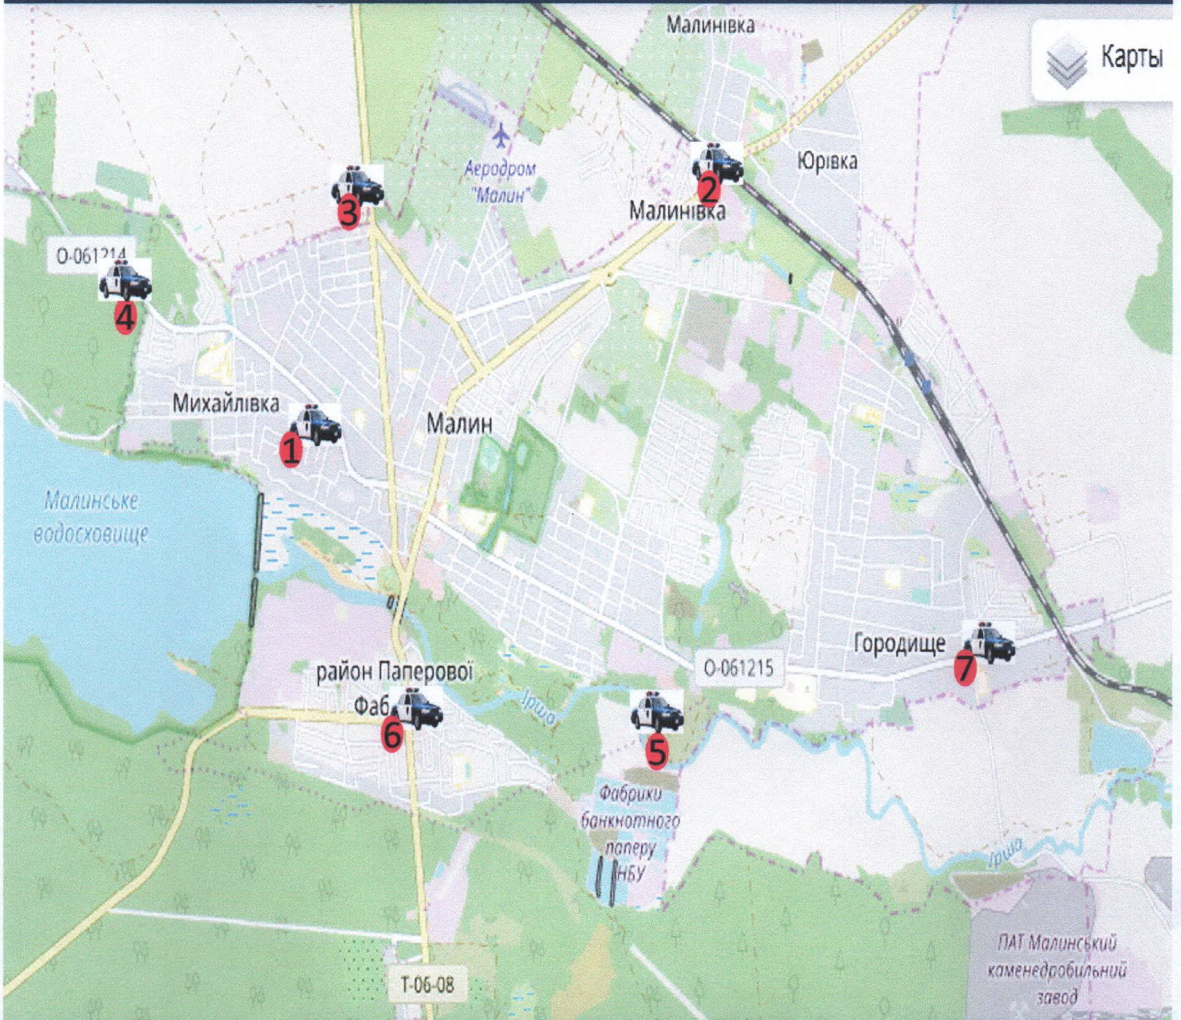 Малинівка
Карты
Юрівка
Аеродром
"Малин"
2
Малинівка
3
О-061214
4
Михайлівка
Малин
1
Малинське
водосховище
Городище
7
О-061215
район Паперової
Фаб
6
Ірша
5
Фабрики
банкнотного
паперу
НБУ
Ірша
ПАТ Малинський
каменедробильний
завод
Т-06-08